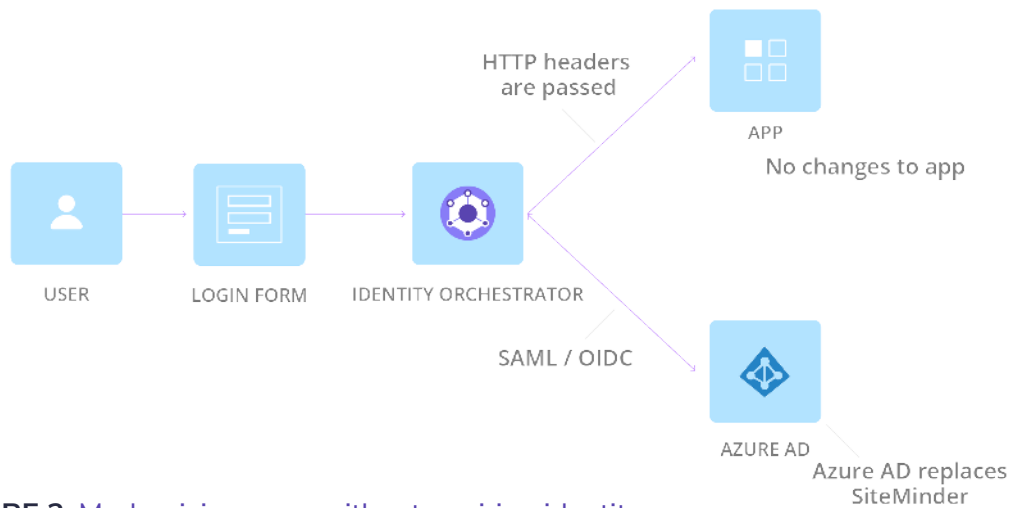 HTTP headers
are passed
APP
No changes to app
USER
LOGIN FORM
IDENTITY ORCHESTRATOR
SAML / OIDC
AZURE AD
Azure AD replaces
SiteMinder